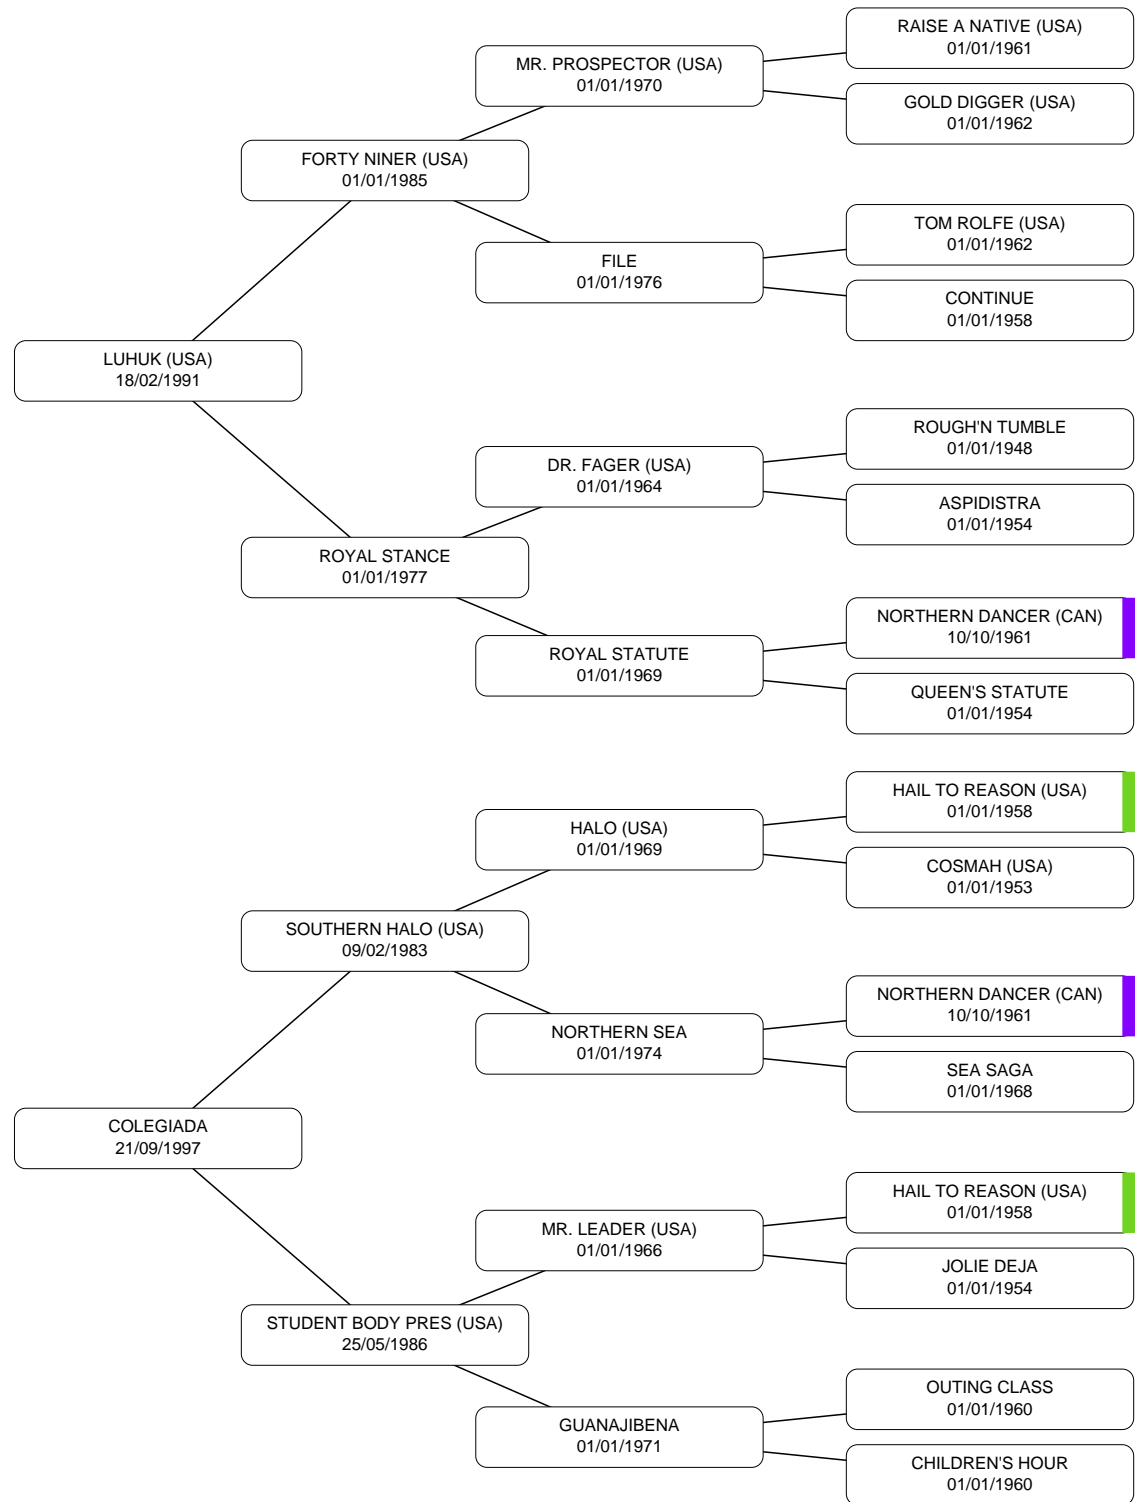 RAISE A NATIVE (USA)
01/01/1961
MR. PROSPECTOR (USA)
01/01/1970
GOLD DIGGER (USA)
01/01/1962
FORTY NINER (USA)
01/01/1985
TOM ROLFE (USA)
01/01/1962
FILE
01/01/1976
CONTINUE
01/01/1958
LUHUK (USA)
18/02/1991
ROUGH'N TUMBLE
01/01/1948
DR. FAGER (USA)
01/01/1964
ASPIDISTRA
01/01/1954
ROYAL STANCE
01/01/1977
NORTHERN DANCER (CAN)
10/10/1961
ROYAL STATUTE
01/01/1969
QUEEN'S STATUTE
01/01/1954
HAIL TO REASON (USA)
01/01/1958
HALO (USA)
01/01/1969
COSMAH (USA)
01/01/1953
SOUTHERN HALO (USA)
09/02/1983
NORTHERN DANCER (CAN)
10/10/1961
NORTHERN SEA
01/01/1974
SEA SAGA
01/01/1968
COLEGIADA
21/09/1997
HAIL TO REASON (USA)
01/01/1958
MR. LEADER (USA)
01/01/1966
JOLIE DEJA
01/01/1954
STUDENT BODY PRES (USA)
25/05/1986
OUTING CLASS
01/01/1960
GUANAJIBENA
01/01/1971
CHILDREN'S HOUR
01/01/1960